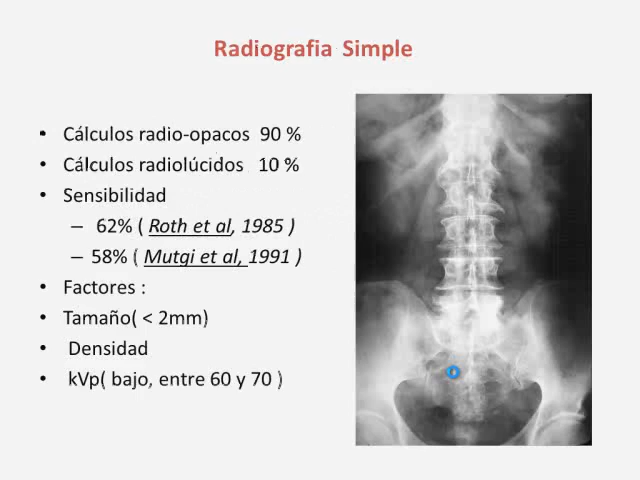 Radiografia Simple
• Cálculos radio-opacos 90 %
• Cálculos radiolúcidos 10 %
• Sensibilidad
– 62% ( Roth et al, 1985 )
– 58% ( Mutgi et al, 1991 )
• Factores :
• Tamaño( < 2mm)
• Densidad
• kVp( bajo, entre 60 y 70 )